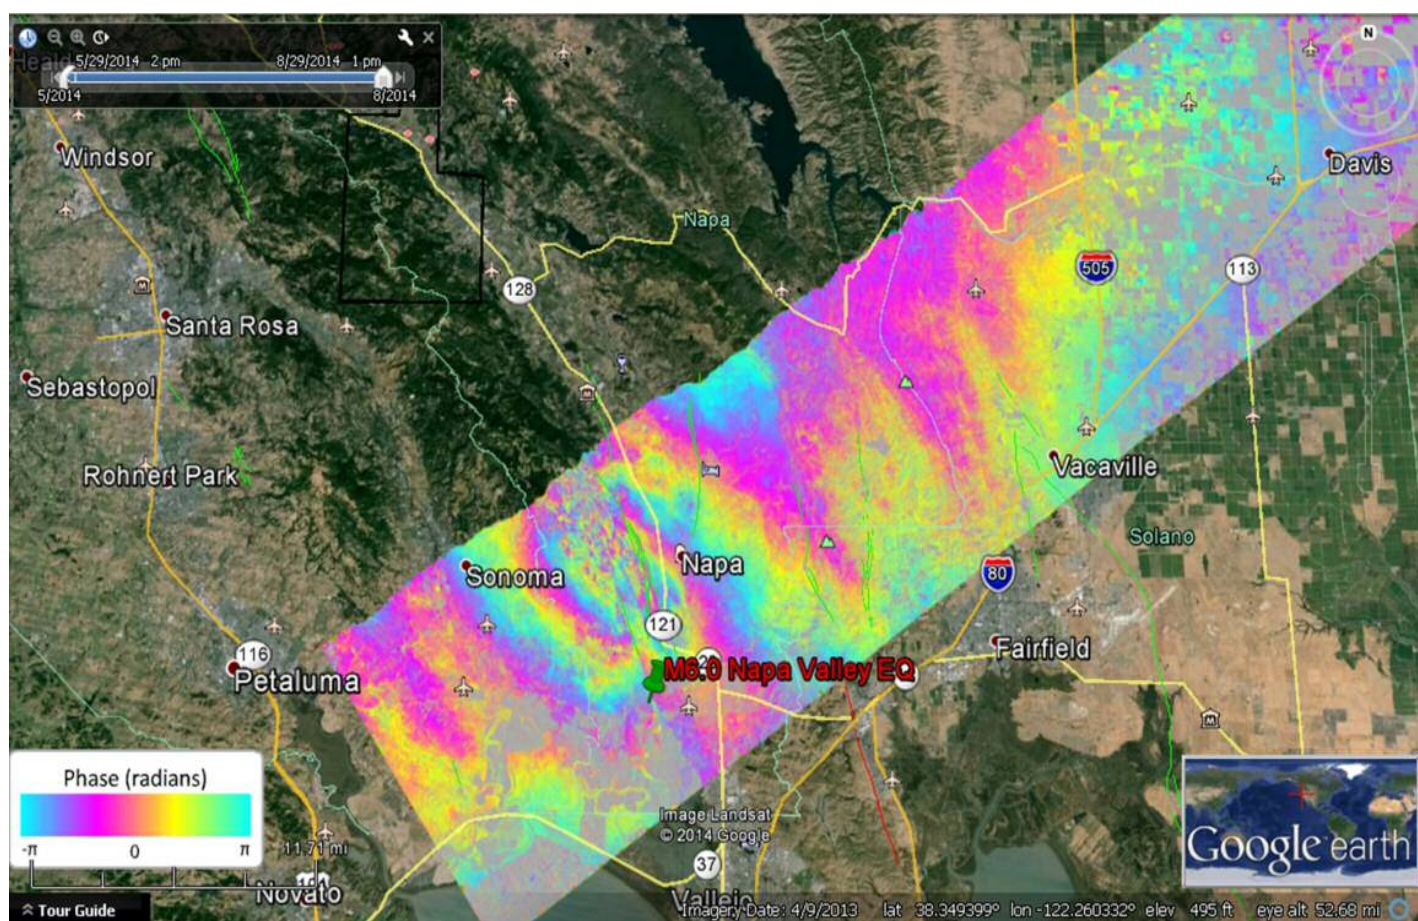 5/29/2014 2 pm
8/29/2014 1 pm
5/2014
8/2014
N
Windsor
Davis
Napa
505
128
113
Santa Rosa
Sebastopol
Vacaville
Rohnert Park
Solano
Sonoma
Napa
80
121
116
Fairfield
Petaluma
M6.0 Napa Valley EQ
Phase (radians)
-π
0
π
11.71 mi
Image Landsat
© 2014 Google
37
Google earth
Novato
Vallejo
Tour Guide
Imagery Date: 4/9/2013 lat 38.349399° lon -122.260332° elev 495 ft eye alt 52.68 mi